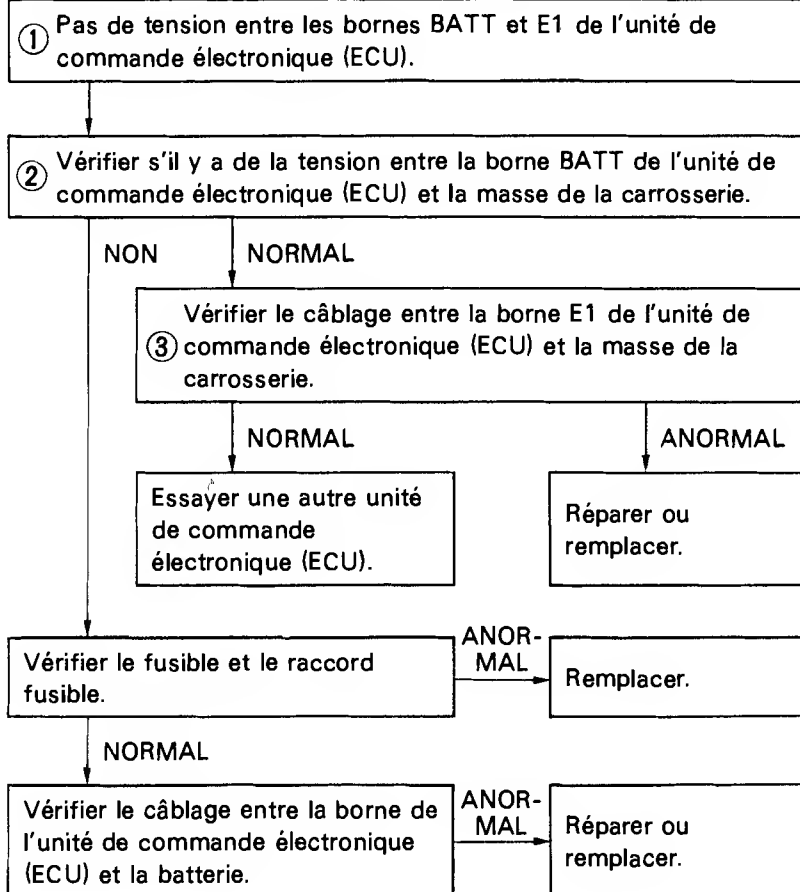 ① Pas de tension entre les bornes BATT et E1 de l'unité de
commande électronique (ECU).
② Vérifier s'il y a de la tension entre la borne BATT de l'unité de
commande électronique (ECU) et la masse de la carrosserie.
NON
NORMAL
Vérifier le câblage entre la borne E1 de l'unité de
③ commande électronique (ECU) et la masse de la
carrosserie.
NORMAL
ANORMAL
Essayer une autre unité
de commande
électronique (ECU).
Réparer ou
remplacer.
Vérifier le fusible et le raccord
fusible.
ANOR-
MAL
Remplacer.
NORMAL
Vérifier le câblage entre la borne de
l'unité de commande électronique
(ECU) et la batterie.
ANOR-
MAL
Réparer ou
remplacer.